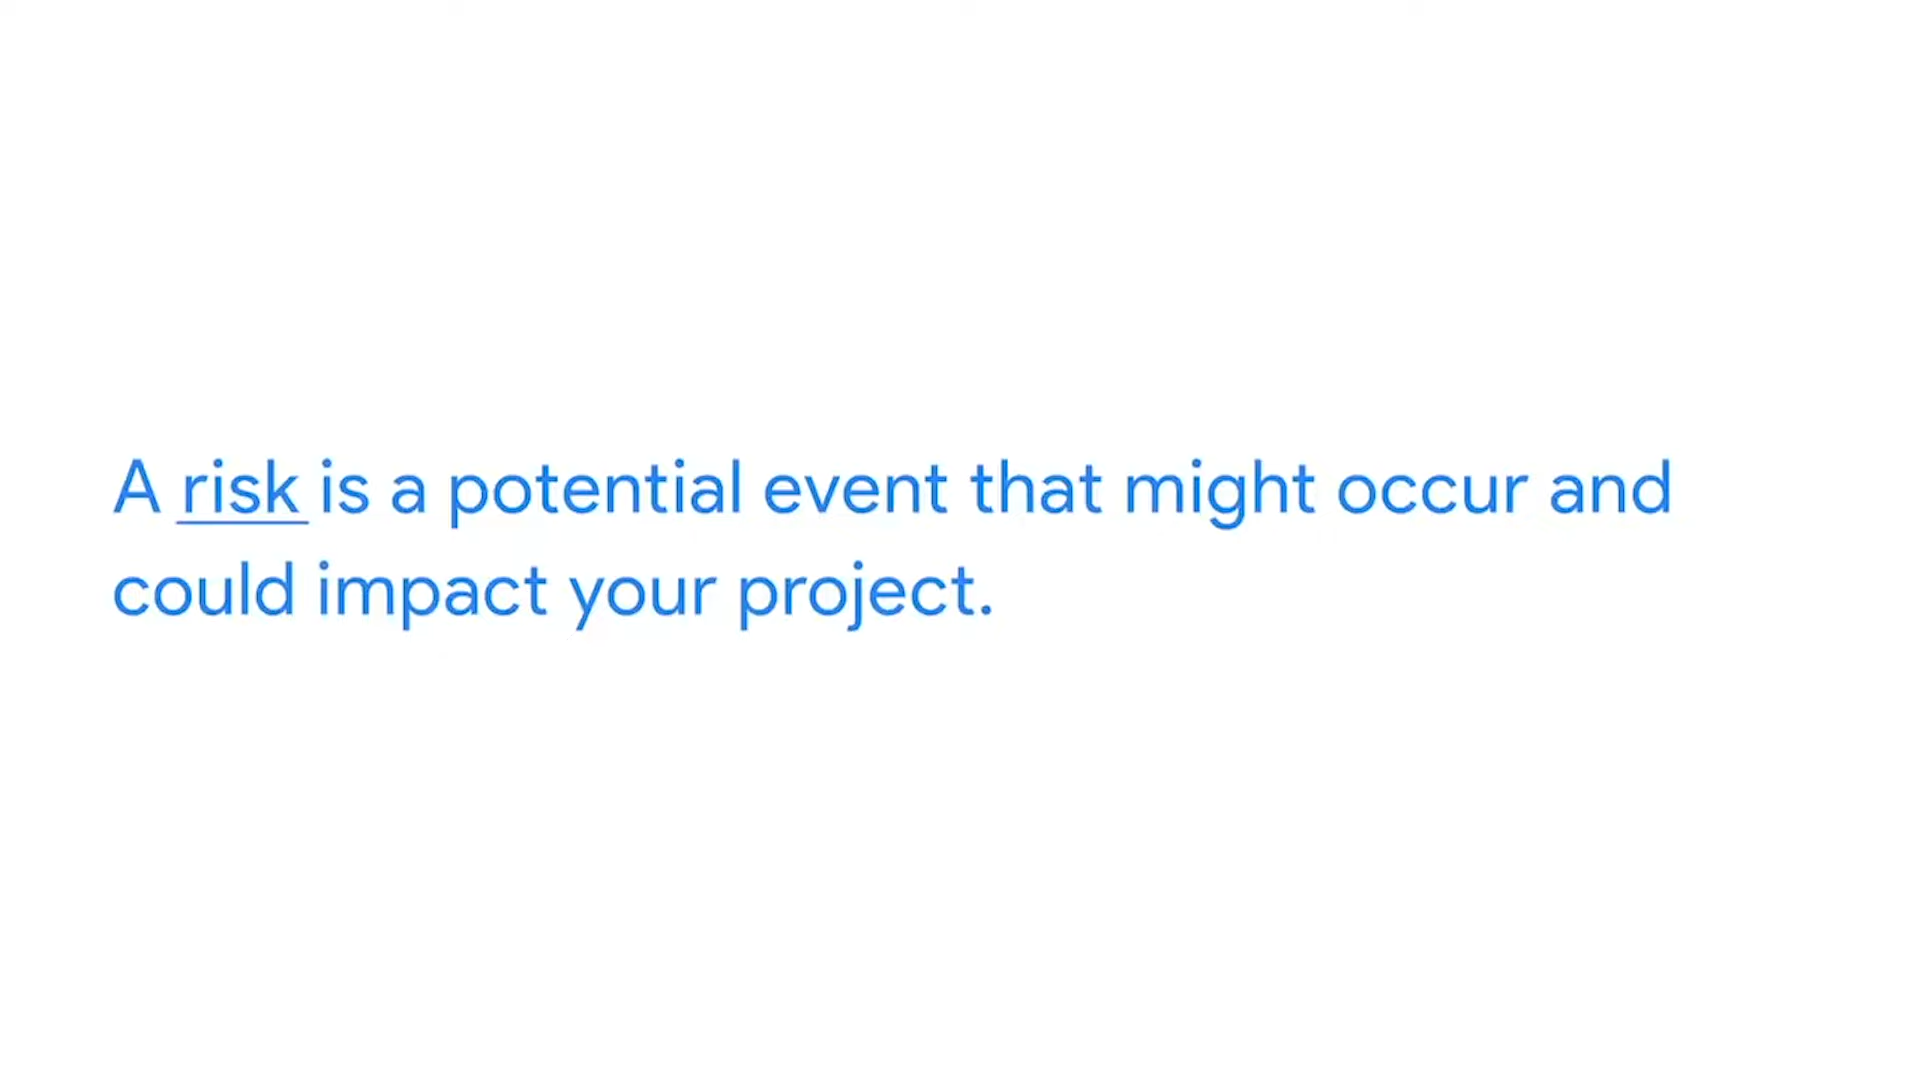 A risk is a potential event that might occur and
could impact your project.